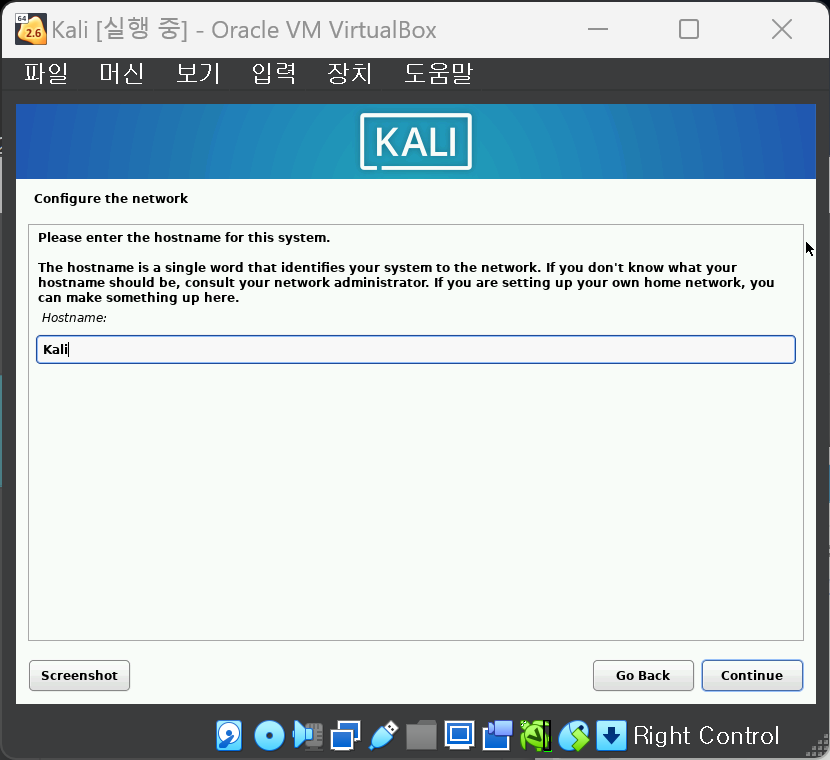 64
2.6
Kali [실행 중] - Oracle VM VirtualBox
파일 머신 보기 입력 장치 도움말
KALI
Configure the network
Please enter the hostname for this system.
The hostname is a single word that identifies your system to the network. If you don't know what your
hostname should be, consult your network administrator. If you are setting up your own home network, you
can make something up here.
Hostname:
Kali
Screenshot Go Back Continue
Right Control